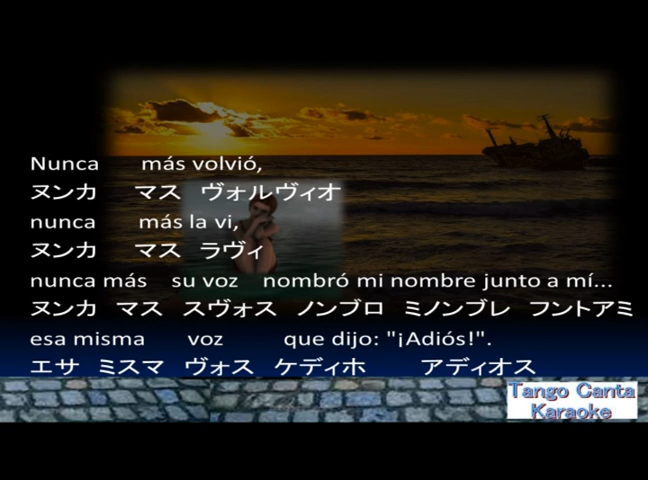 Nunca más volvió,
ヌンカ マス ヴォルヴィオ
nunca más la vi,
ヌンカ マス ラヴィ
nunca más su voz nombró mi nombre junto a mí...
ヌンカ マス スヴォス ノンブロ ミノンブレ フントアミ
esa misma voz que dijo: "¡Adiós!".
エサ ミスマ ヴォス ケディホ アディオス
Tango Canta
Karaoke